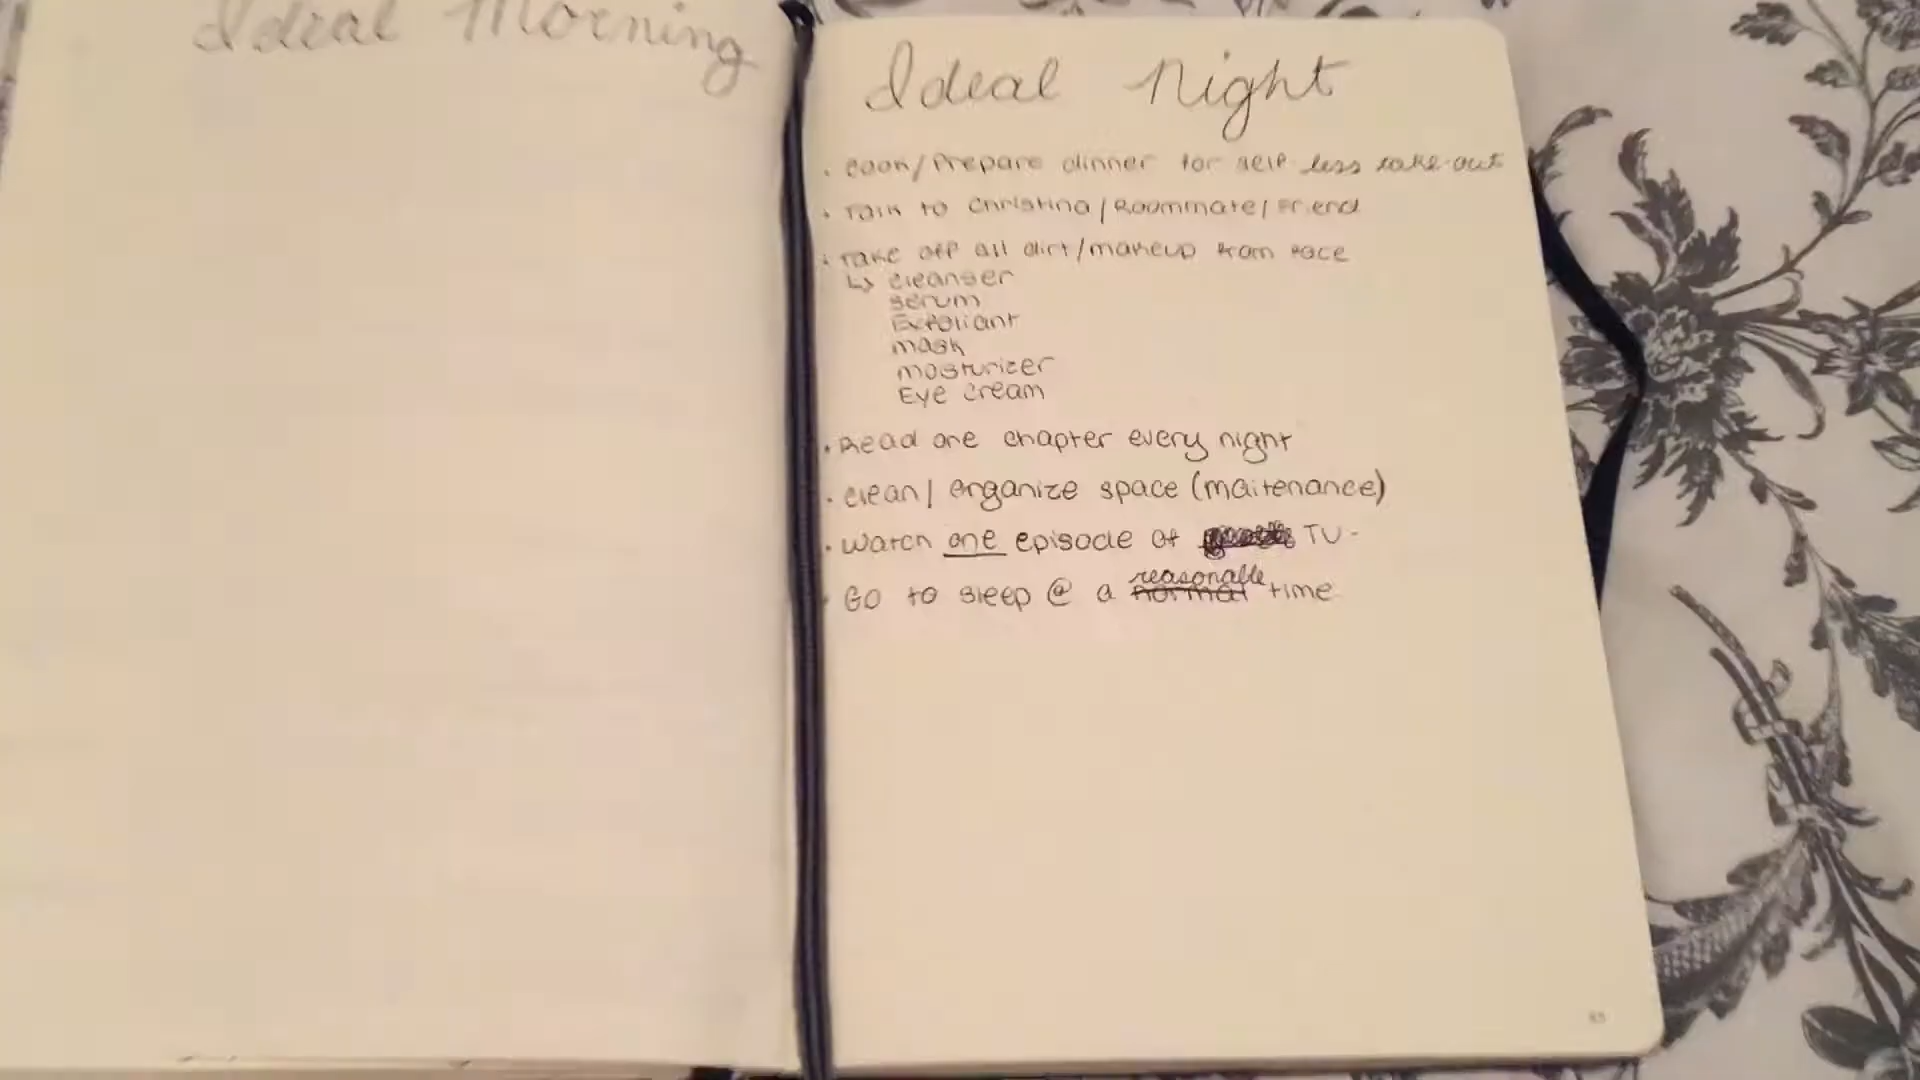 Ideal Morning
Ideal Night
• Cook/Prepare dinner for self less take-out
• Talk to Christina/Roommate/Friend
• Take off all dirt/makeup from face
↳ cleanser
serum
Exfoliant
mask
mosturizer
Eye cream
• Read one chapter every night
• clean/organize space (maitenance)
• Watch one episode of TV-
• Go to sleep @ a normal reasonable time